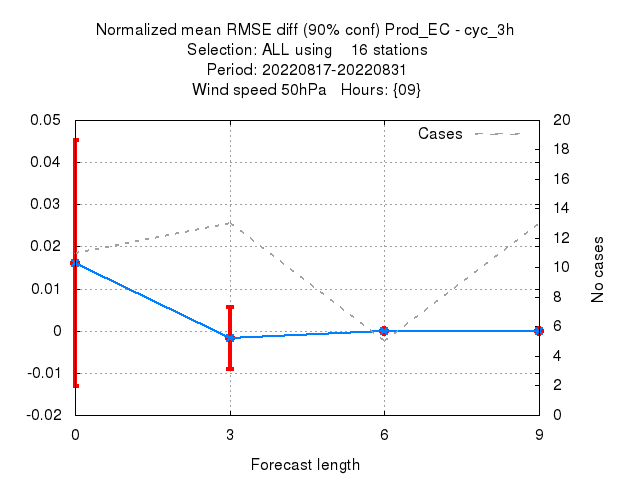 Normalized mean RMSE diff (90% conf) Prod_EC - cyc_3h
Selection: ALL using    16 stations
Period: 20220817-20220831
Wind speed 50hPa   Hours: {09}
Cases
0.05
0.04
0.03
0.02
0.01
0
-0.01
-0.02
20
18
16
14
12
10
8
6
4
2
0
No cases
0 3 6 9
Forecast length